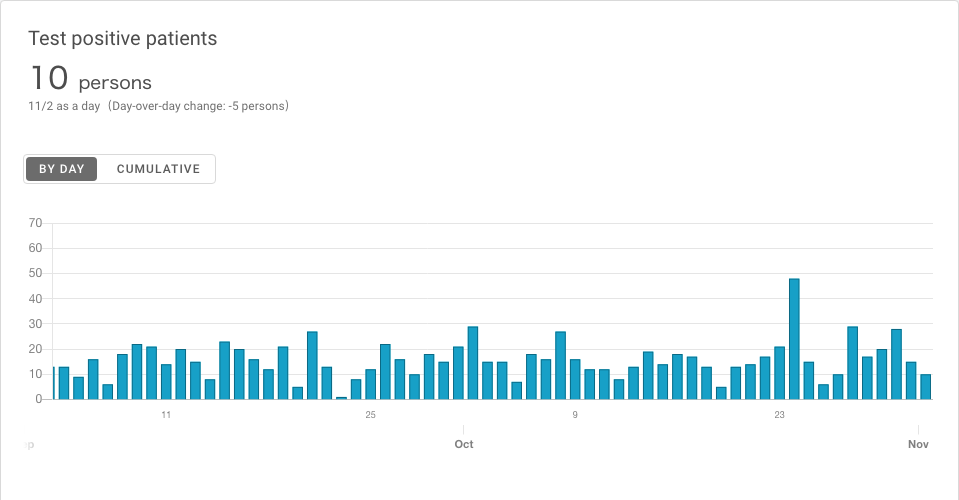 Test positive patients
10 persons
11/2 as a day (Day-over-day change: -5 persons)
BY DAY CUMULATIVE
70
60
50
40
30
20
10
0
11 25 9 23
Oct Nov